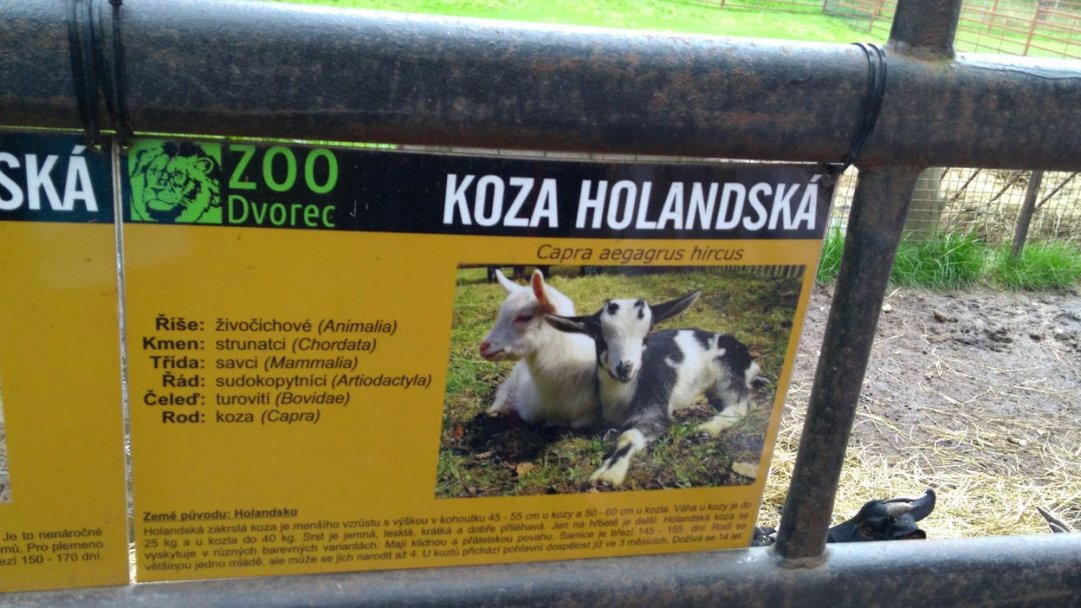 SKÁ
ZOO
Dvorec
KOZA HOLANDSKÁ
Capra aegagrus hircus
Říše: živočichové (Animalia)
Kmen: strunatci (Chordata)
Třída: savci (Mammalia)
Řád: sudokopytníci (Artiodactyla)
Čeleď: turovití (Bovidae)
Rod: koza (Capra)
Země původu: Holandsko
Holandská zakrslá koza je menšího vzrůstu s výškou v kohoutku 45 - 55 cm u kozy a 50 - 60 cm u kozla. Váha u kozy je do
25 kg a u kozla do 40 kg. Srst je jemná, lesklá, krátká a dobře přiléhavá. Jen na hřbetě je delší. Holandská koza se
vyskytuje v různých barevných variantách. Mají klidnou a přátelskou povahu. Samice je březí 145 - 155 dní. Rodí se
většinou jedno mládě, ale může se jich narodit až 4. U kozlů přichází pohlavní dospělost již ve 3 měsících. Dožívá se 14 let.
Je to nenáročné
mů. Pro plemeno
ezí 150 - 170 dní.